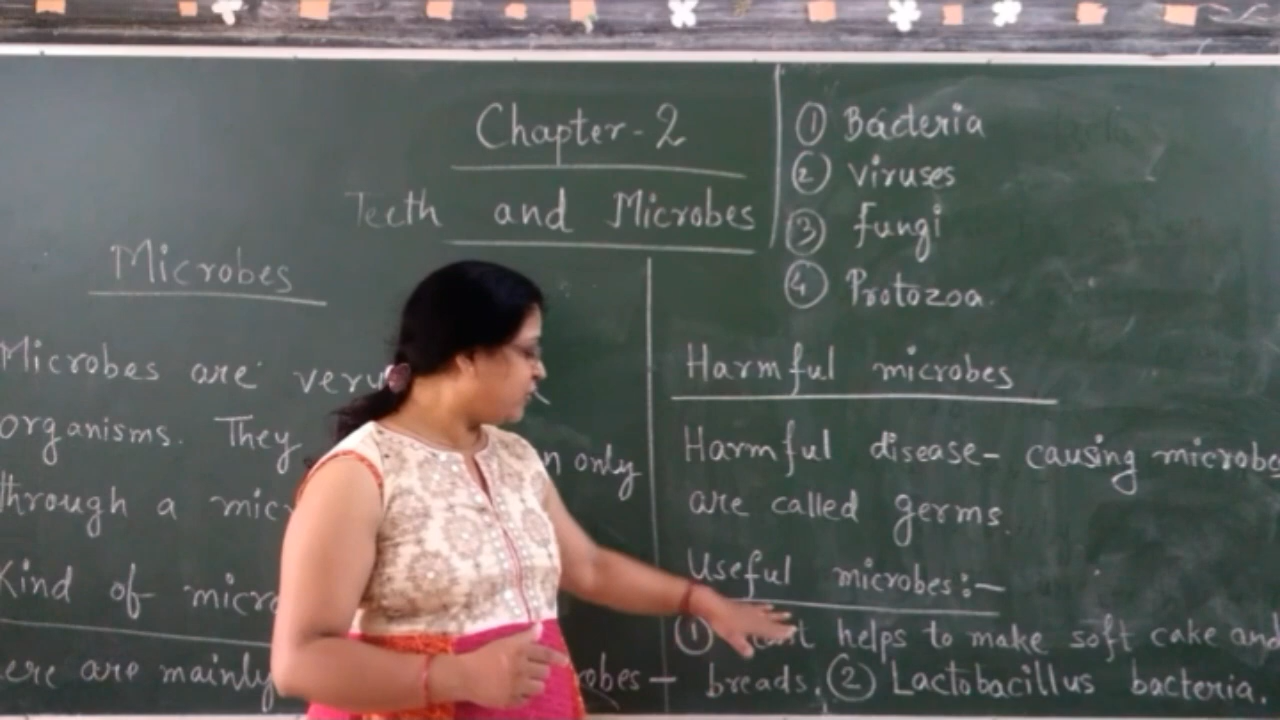 Chapter-2
Teeth and Microbes
Microbes
Microbes are very
organisms. They only
through a
Kind of
are mainly
① Bacteria
② Viruses
③ fungi
④ Protozoa.
Harmful microbes
Harmful disease- causing
are called germs.
Useful microbes:-
① helps to make soft cake and
breads. ② Lactobacillus bacteria.